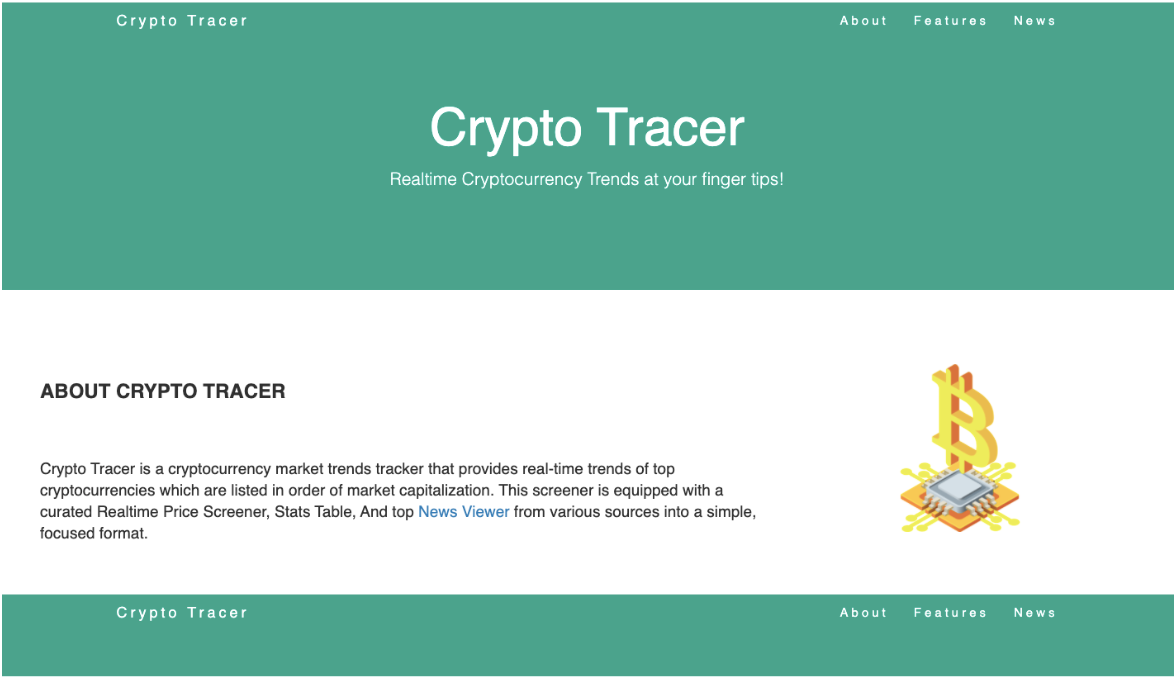 Crypto Tracer About Features News
Crypto Tracer
Realtime Cryptocurrency Trends at your finger tips!
ABOUT CRYPTO TRACER
Crypto Tracer is a cryptocurrency market trends tracker that provides real-time trends of top
cryptocurrencies which are listed in order of market capitalization. This screener is equipped with a
curated Realtime Price Screener, Stats Table, And top News Viewer from various sources into a simple,
focused format.
Crypto Tracer About Features News